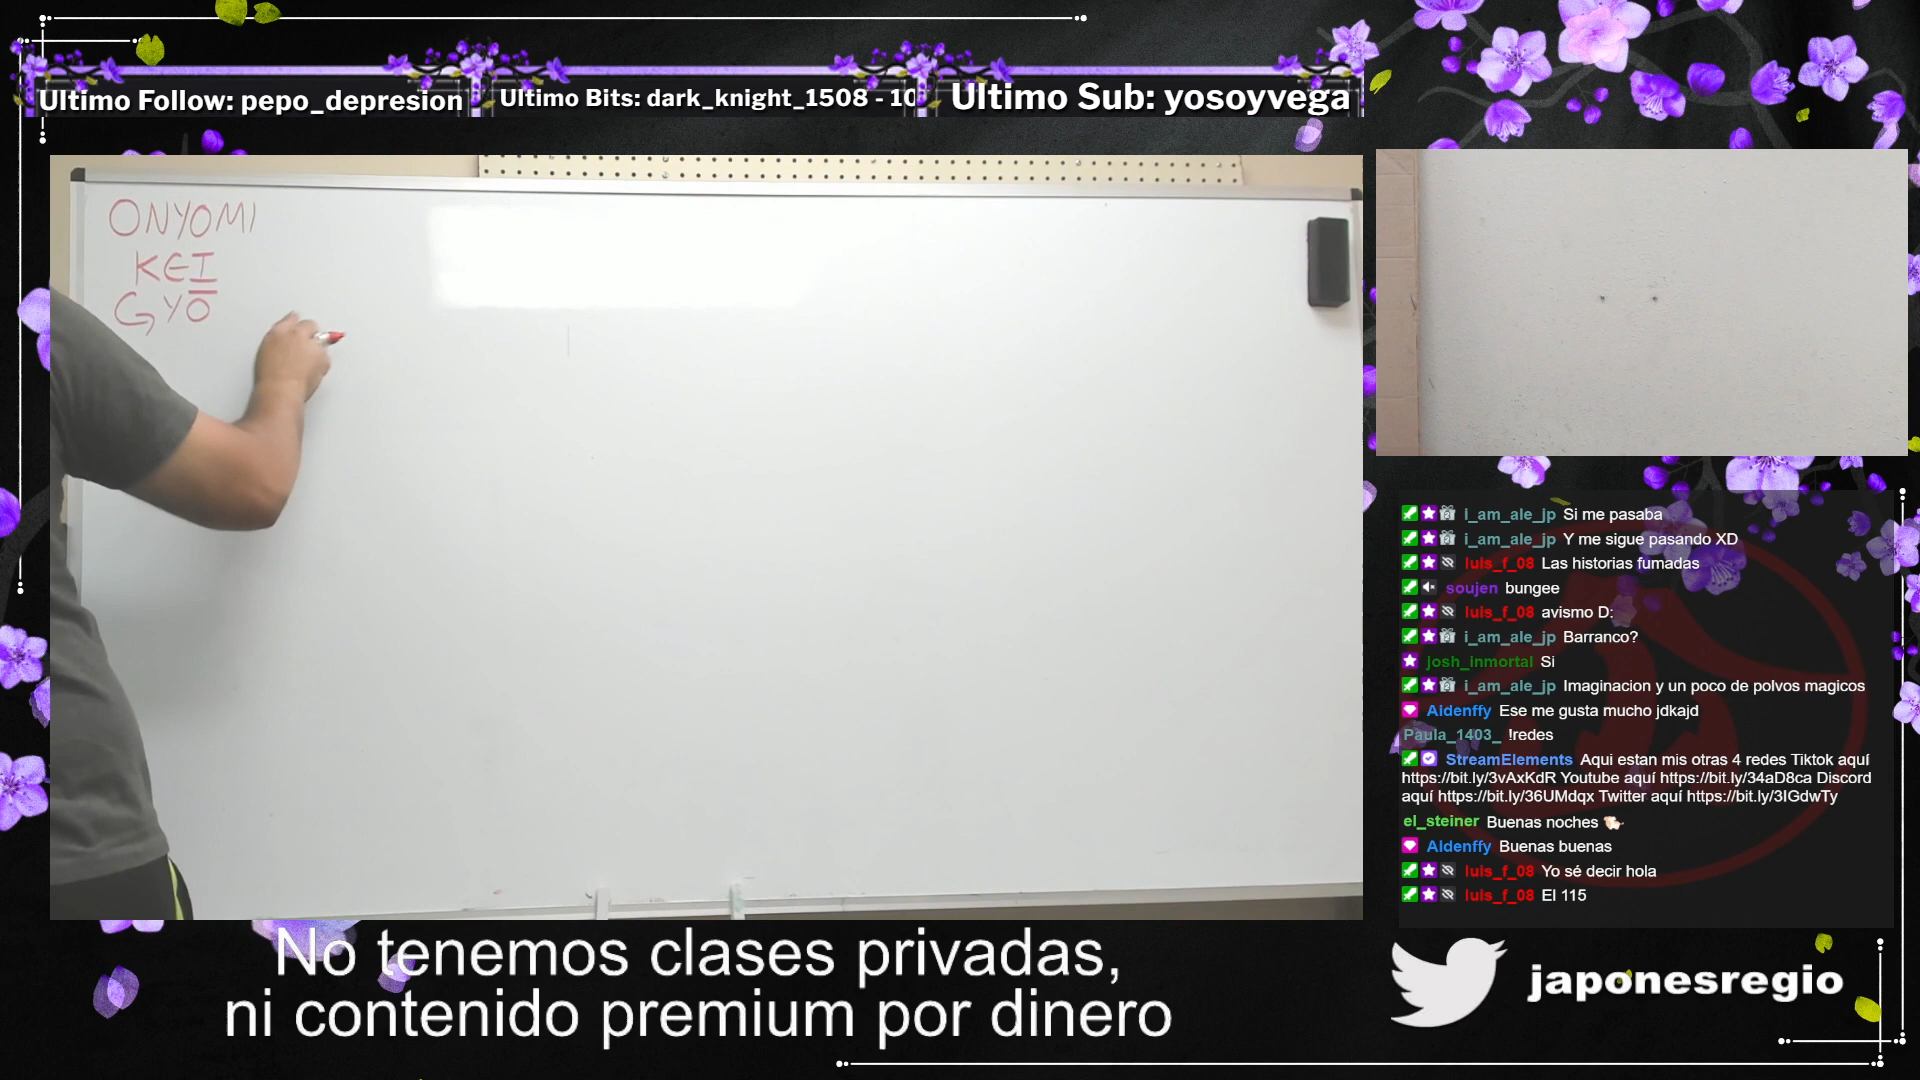 Ultimo Follow: pepo_depresion
Ultimo Bits: dark_knight_1508 - 10
Ultimo Sub: yosoyvega
ONYOMI
KEI
GYO
i_am_ale_jp Si me pasaba
i_am_ale_jp Y me sigue pasando XD
luis_f_08 Las historias fumadas
soujen bungee
luis_f_08 avismo D:
i_am_ale_jp Barranco?
josh_inmortal Si
i_am_ale_jp Imaginacion y un poco de polvos magicos
Aldenffy Ese me gusta mucho jdkajd
Paula_1403_ !redes
StreamElements Aqui estan mis otras 4 redes Tiktok aquí
https://bit.ly/3vAxKdR Youtube aquí https://bit.ly/34aD8ca Discord
aquí https://bit.ly/36UMdqx Twitter aquí https://bit.ly/3IGdwTy
el_steiner Buenas noches
Aldenffy Buenas buenas
luis_f_08 Yo sé decir hola
luis_f_08 El 115
No tenemos clases privadas,
ni contenido premium por dinero
japonesregio